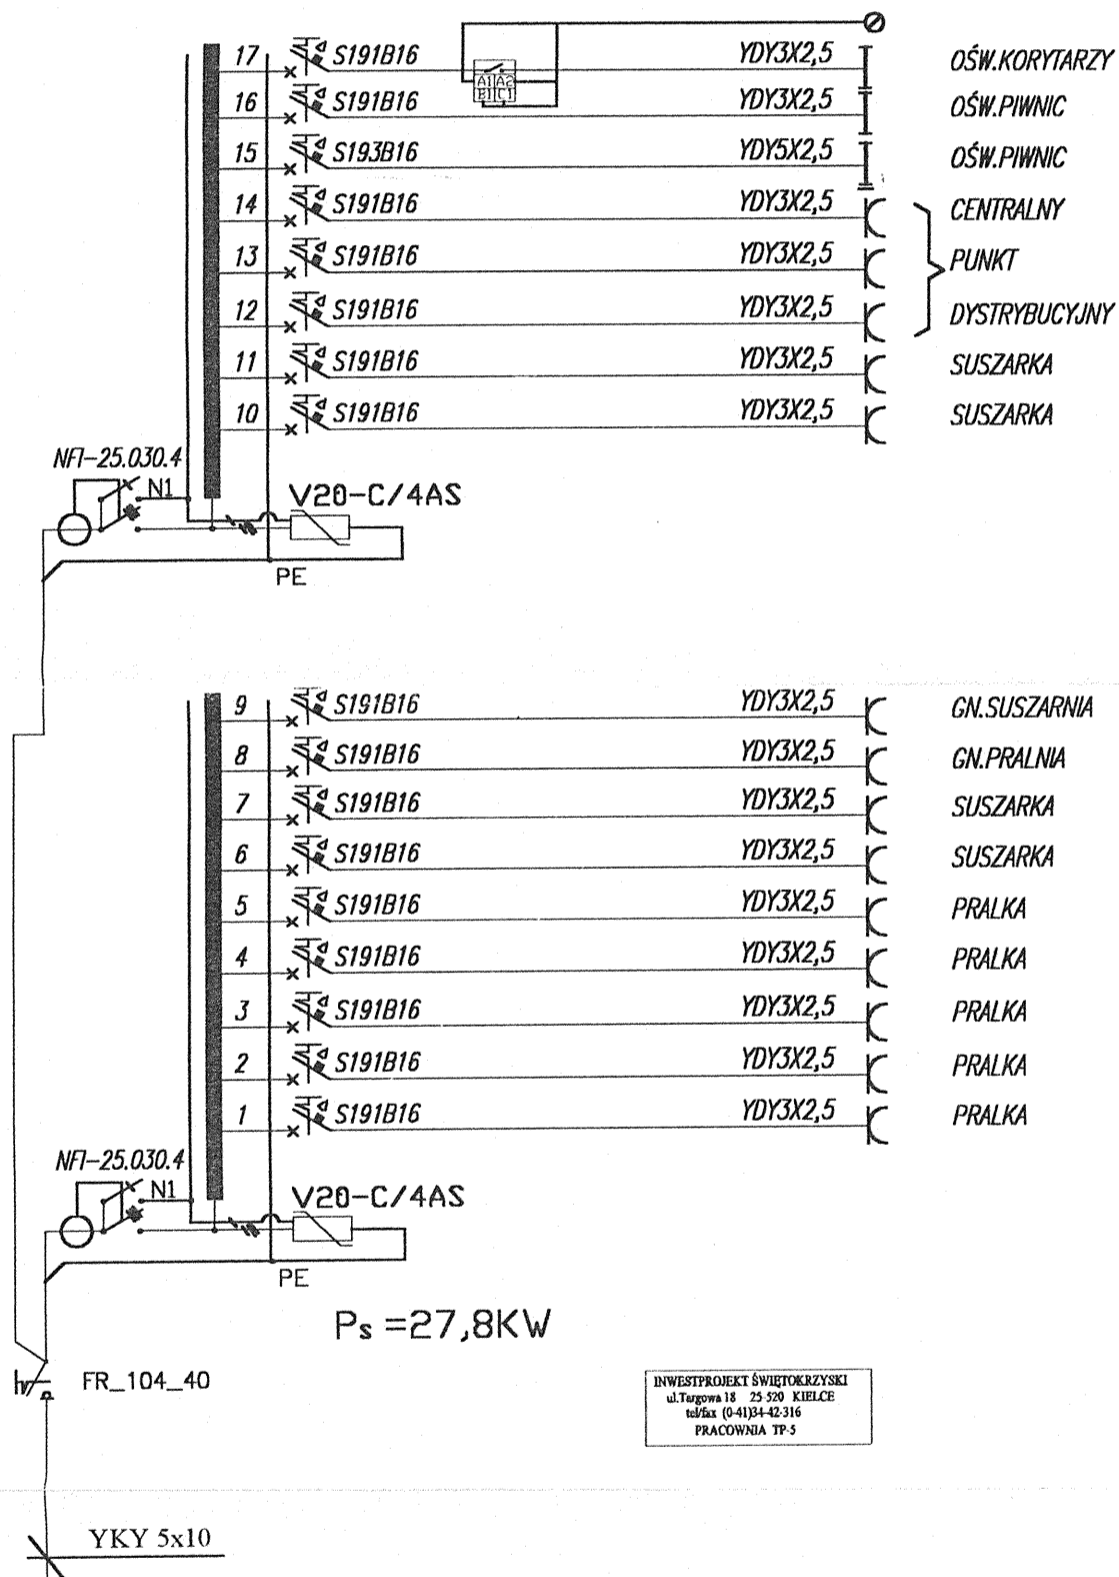 17 S191B16 YDY3X2,5 OŚW.KORYTARZY
A1 A2
B1 C1
16 S191B16 YDY3X2,5 OŚW.PIWNIC
15 S193B16 YDY5X2,5 OŚW.PIWNIC
14 S191B16 YDY3X2,5 CENTRALNY
13 S191B16 YDY3X2,5 PUNKT
12 S191B16 YDY3X2,5 DYSTRYBUCYJNY
11 S191B16 YDY3X2,5 SUSZARKA
10 S191B16 YDY3X2,5 SUSZARKA
NFI-25.030.4
N1
V20-C/4AS
PE
9 S191B16 YDY3X2,5 GN.SUSZARNIA
8 S191B16 YDY3X2,5 GN.PRALNIA
7 S191B16 YDY3X2,5 SUSZARKA
6 S191B16 YDY3X2,5 SUSZARKA
5 S191B16 YDY3X2,5 PRALKA
4 S191B16 YDY3X2,5 PRALKA
3 S191B16 YDY3X2,5 PRALKA
2 S191B16 YDY3X2,5 PRALKA
1 S191B16 YDY3X2,5 PRALKA
NFI-25.030.4
N1
V20-C/4AS
PE
Ps =27,8KW
FR_104_40
INWESTPROJEKT ŚWIĘTOKRZYSKI
ul.Targowa 18 25-520 KIELCE
tel/fax (0-41)34-42-316
PRACOWNIA TP-5
YKY 5x10